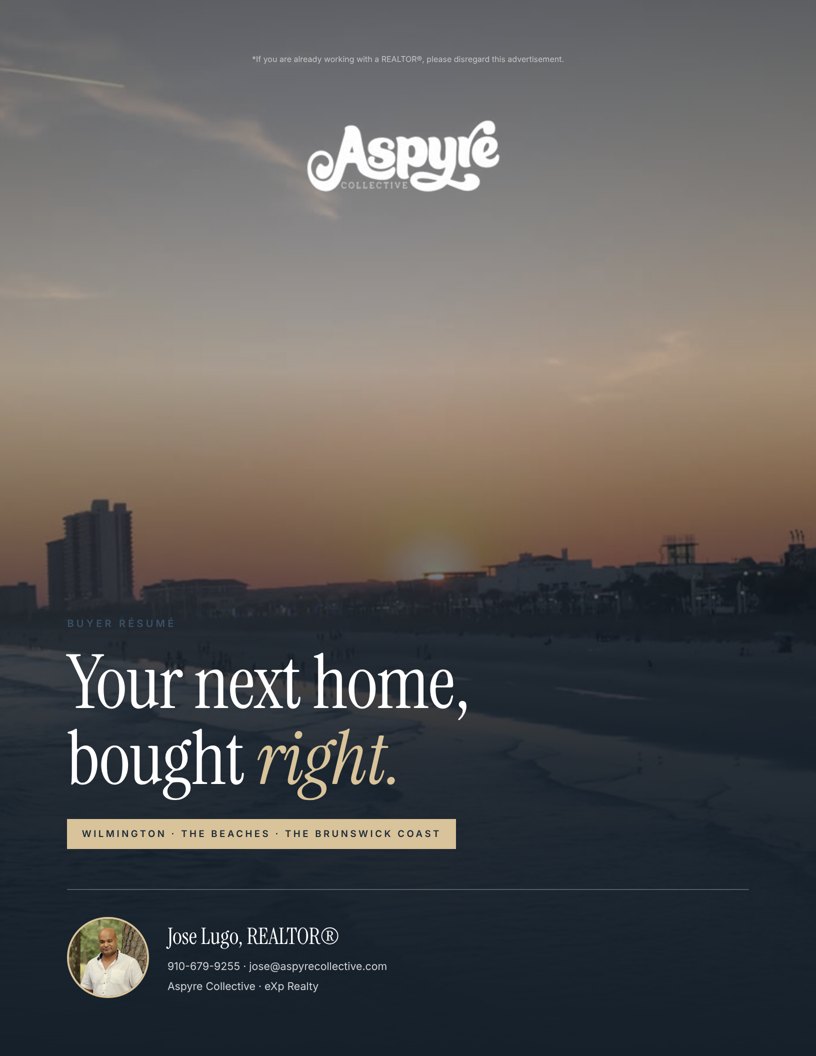 *If you are already working with a REALTOR®, please disregard this advertisement.
Aspyre
COLLECTIVE
BUYER RÉSUMÉ
Your next home,
bought right.
WILMINGTON · THE BEACHES · THE BRUNSWICK COAST
Jose Lugo, REALTOR®
910-679-9255 · jose@aspyrecollective.com
Aspyre Collective · eXp Realty